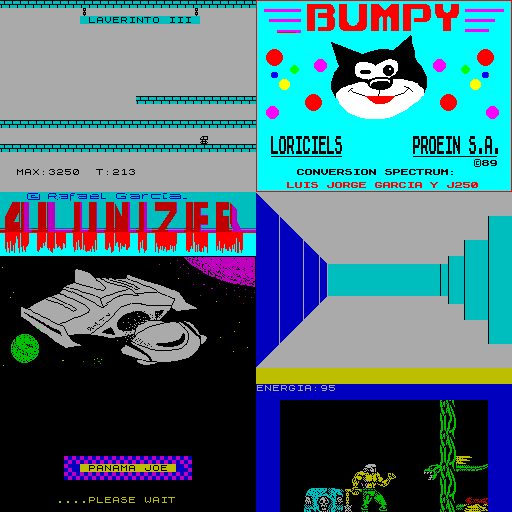 LAVERINTO III
MAX:3250 T:213
BUMPY
LORICIELS PROEIN S.A.
©89
CONVERSION SPECTRUM:
LUIS JORGE GARCIA Y J250
© Rafael Garcia.
ALUNIZER
PANAMA JOE
....PLEASE WAIT
ENERGIA:95